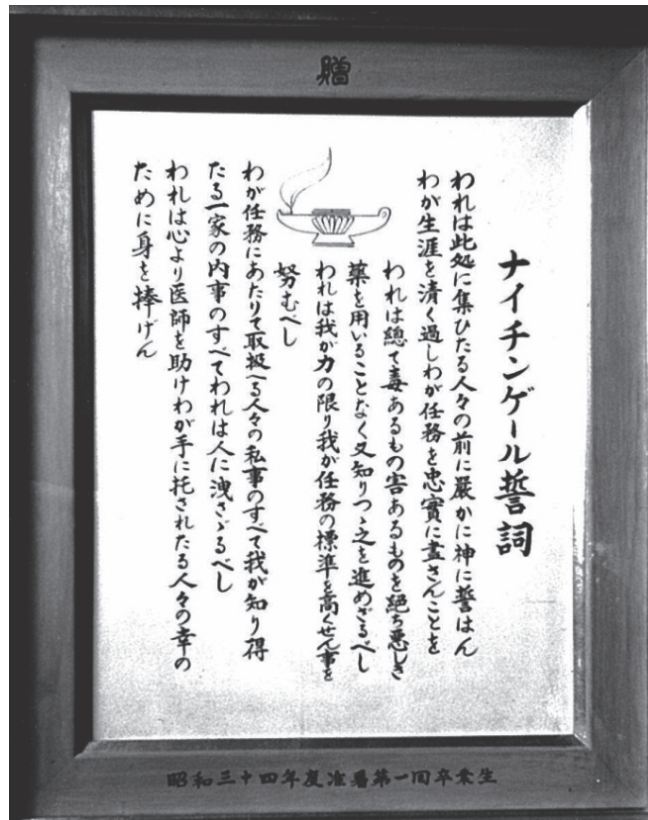 贈
ナイチンゲール誓詞
われは此処に集ひたる人々の前に厳かに神に誓はん
わが生涯を清く過しわが任務を忠實に盡さんことを
われは總て毒あるもの害あるものを絶ち悪しき
薬を用いることなく又知りつゝ之を進めざるべし
われは我が力の限り我が任務の標準を高くせん事を
努むべし
わが任務にあたりて取扱へる人々の私事のすべて我が知り得
たる一家の内事のすべてわれは人に洩さゞるべし
われは心より医師を助けわが手に托されたる人々の幸の
ために身を捧げん
昭和三十四年度准看第一回卒業生